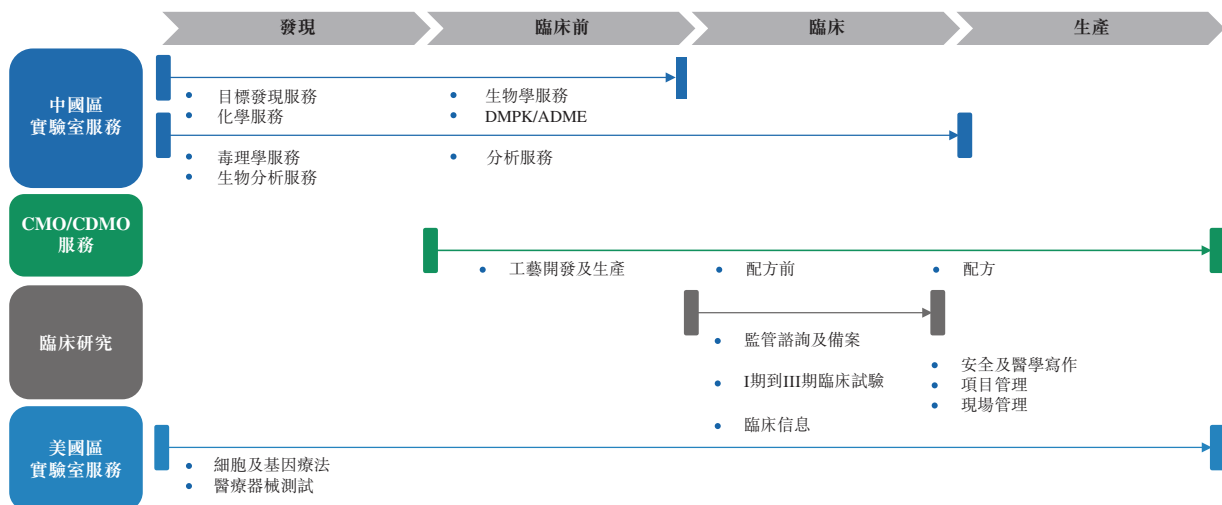 發現
臨床前
臨床
生產
中國區
實驗室服務
• 目標發現服務
• 化學服務
• 生物學服務
• DMPK/ADME
• 毒理學服務
• 生物分析服務
• 分析服務
CMO/CDMO
服務
• 工藝開發及生產
• 配方前
• 配方
臨床研究
• 監管諮詢及備案
• I期到III期臨床試驗
• 臨床信息
• 安全及醫學寫作
• 項目管理
• 現場管理
美國區
實驗室服務
• 細胞及基因療法
• 醫療器械測試